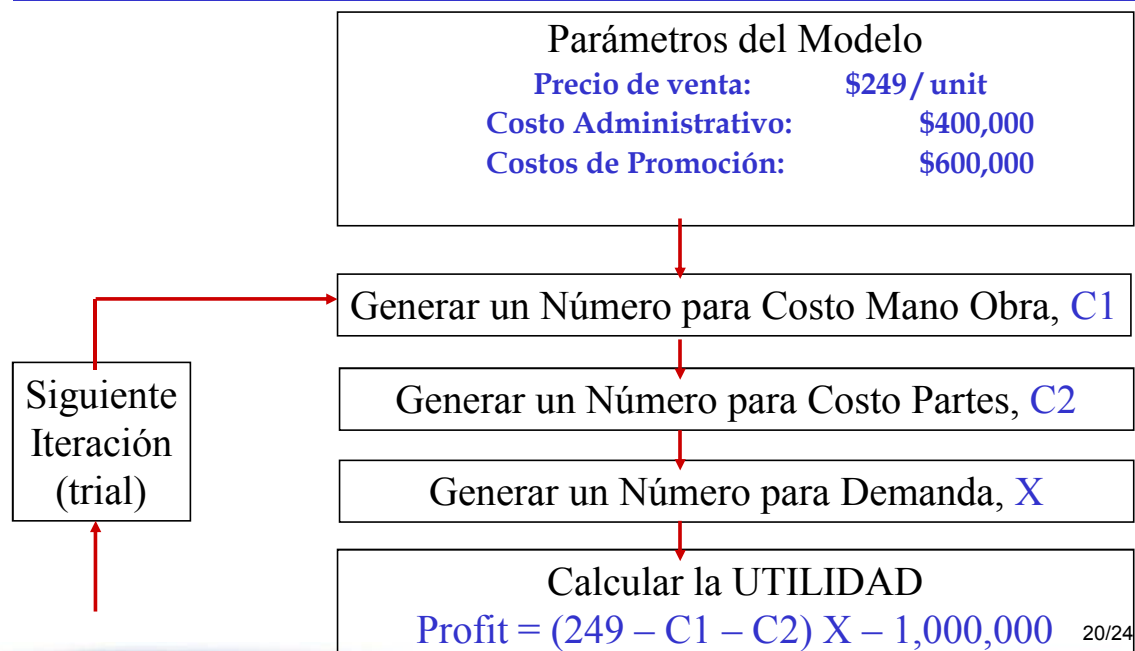 Parámetros del Modelo
Precio de venta: $249/ unit
Costo Administrativo: $400,000
Costos de Promoción: $600,000
Generar un Número para Costo Mano Obra, C1
Siguiente
Iteración
(trial)
Generar un Número para Costo Partes, C2
Generar un Número para Demanda, X
Calcular la UTILIDAD
Profit = (249 – C1 – C2) X – 1,000,000
20/24